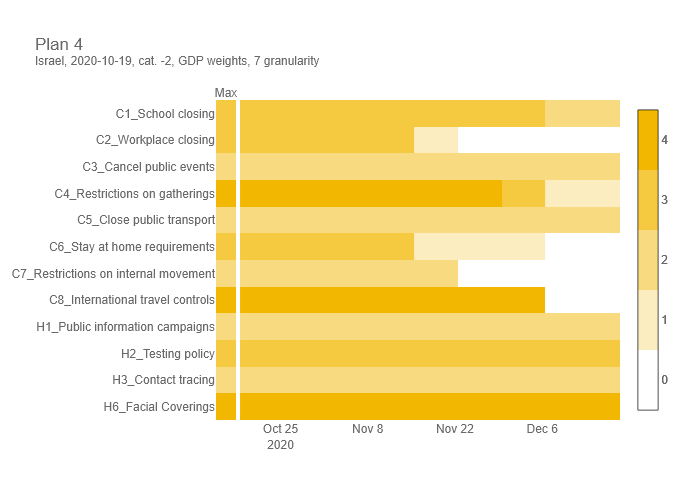 Plan 4
Israel, 2020-10-19, cat. -2, GDP weights, 7 granularity
Max
C1_School closing
C2_Workplace closing
C3_Cancel public events
C4_Restrictions on gatherings
C5_Close public transport
C6_Stay at home requirements
C7_Restrictions on internal movement
C8_International travel controls
H1_Public information campaigns
H2_Testing policy
H3_Contact tracing
H6_Facial Coverings
Oct 25 Nov 8 Nov 22 Dec 6
2020
4
3
2
1
0